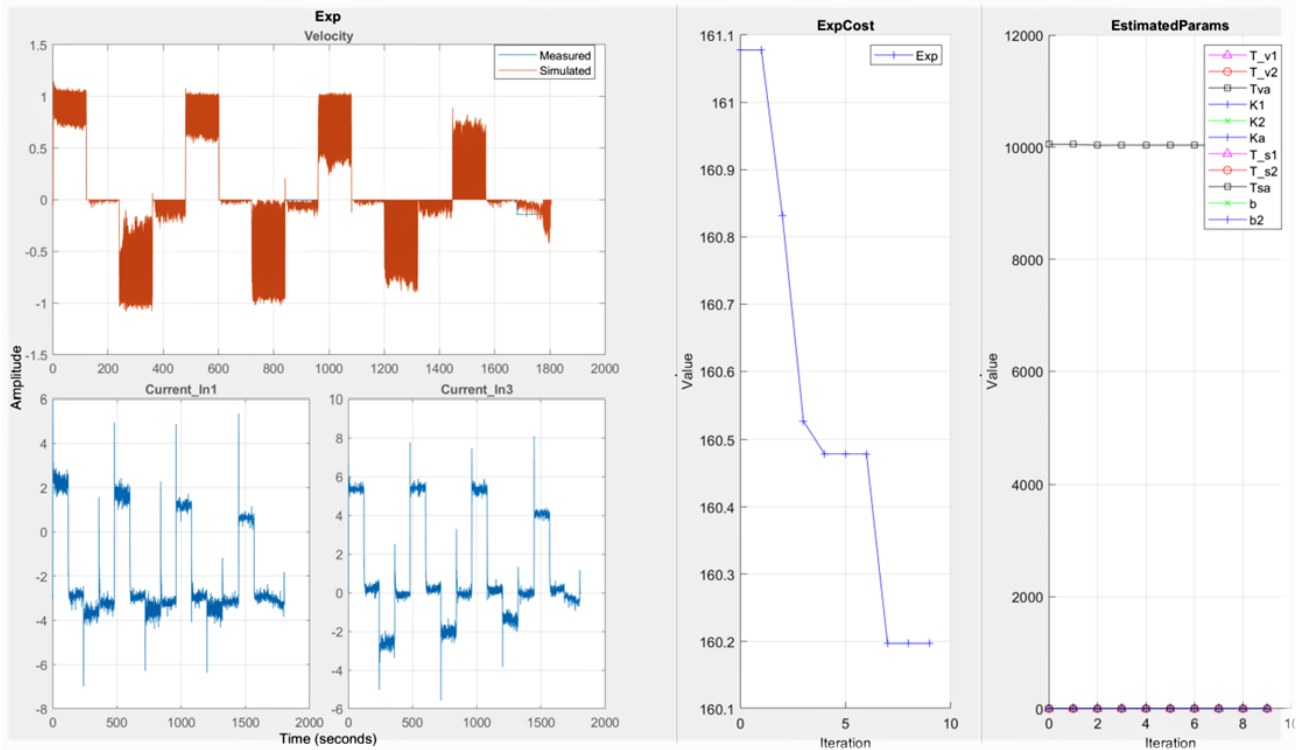 Exp
Velocity
Measured
Simulated
1.5
1
0.5
0
-0.5
-1
-1.5
0 200 400 600 800 1000 1200 1400 1600 1800 2000
Amplitude
Current_In1
6
4
2
0
-2
-4
-6
-8
0 500 1000 1500 2000
Current_In3
10
8
6
4
2
0
-2
-4
-6
0 500 1000 1500 2000
Time (seconds)
ExpCost
Exp
161.1
161
160.9
160.8
160.7
160.6
160.5
160.4
160.3
160.2
160.1
Value
0 5 10
Iteration
EstimatedParams
T_v1
T_v2
Tva
K1
K2
Ka
T_s1
T_s2
Tsa
b
b2
12000
10000
8000
6000
4000
2000
0
Value
0 2 4 6 8 10
Iteration